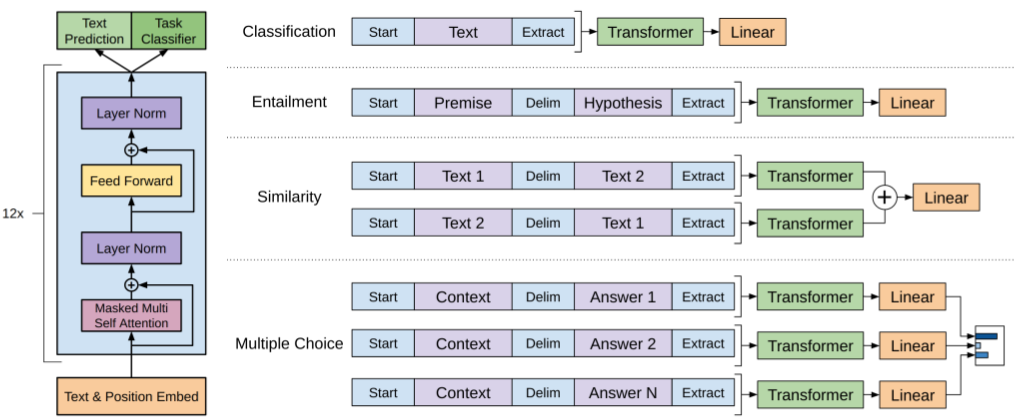 Text
Prediction
Task
Classifier
Layer Norm
Feed Forward
12x
Layer Norm
Masked Multi
Self Attention
Text & Position Embed
Classification
Start Text Extract Transformer Linear
Entailment
Start Premise Delim Hypothesis Extract Transformer Linear
Similarity
Start Text 1 Delim Text 2 Extract Transformer
Linear
Start Text 2 Delim Text 1 Extract Transformer
Multiple Choice
Start Context Delim Answer 1 Extract Transformer Linear
Start Context Delim Answer 2 Extract Transformer Linear
Start Context Delim Answer N Extract Transformer Linear